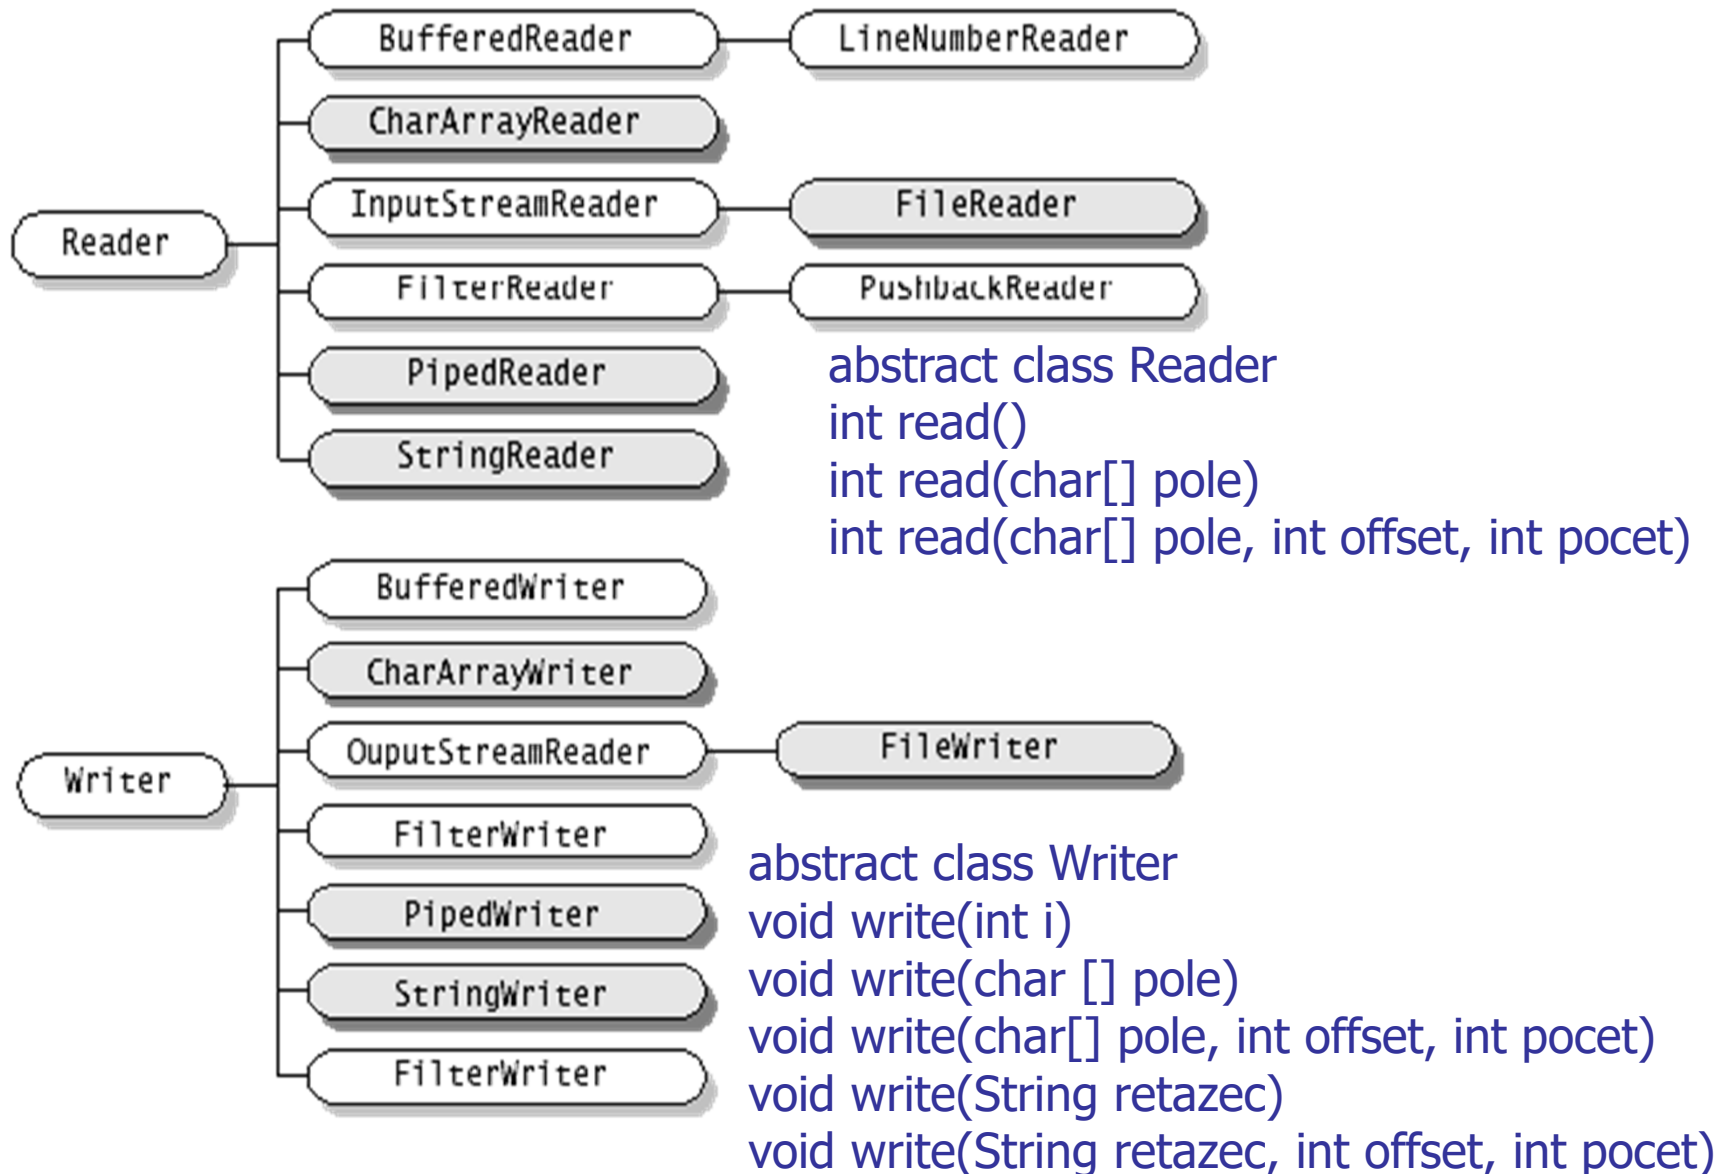 BufferedReader
LineNumberReader
CharArrayReader
InputStreamReader
FileReader
Reader
FilterReader
PushbackReader
PipedReader
StringReader
abstract class Reader
int read()
int read(char[] pole)
int read(char[] pole, int offset, int pocet)
BufferedWriter
CharArrayWriter
OuputStreamReader
FileWriter
Writer
FilterWriter
PipedWriter
StringWriter
FilterWriter
abstract class Writer
void write(int i)
void write(char [] pole)
void write(char[] pole, int offset, int pocet)
void write(String retazec)
void write(String retazec, int offset, int pocet)